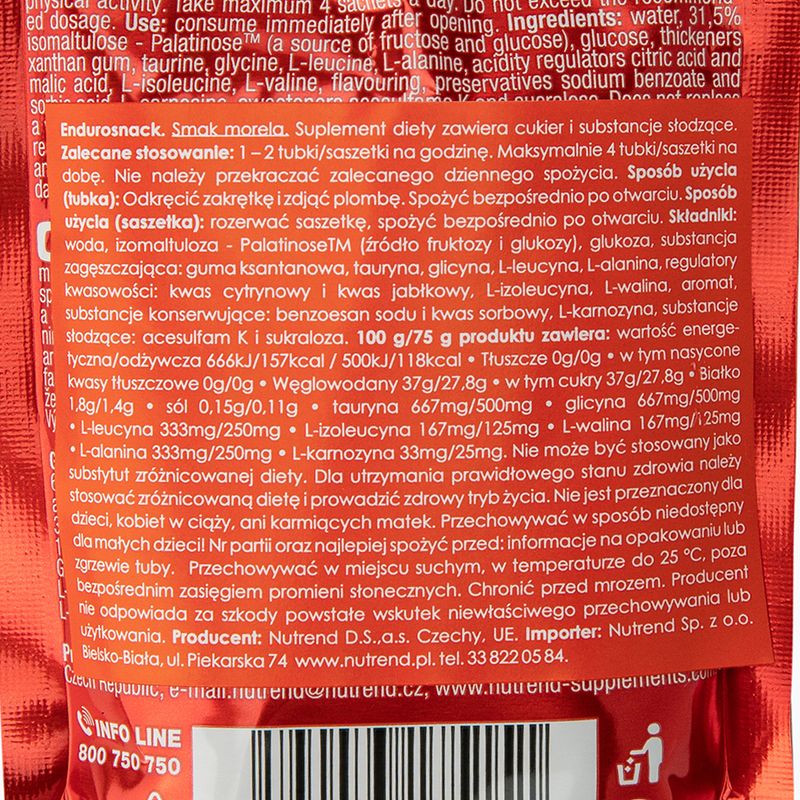 physical activity. Take maximum 4 sachets a day. Do not exceed the recommend-
ed dosage. Use: consume immediately after opening. Ingredients: water, 31,5%
isomaltulose - Palatinose™ (a source of fructose and glucose), glucose, thickeners
xanthan gum, taurine, glycine, L-leucine, L-alanine, acidity regulators citric acid and
malic acid, L-isoleucine, L-valine, flavouring, preservatives sodium benzoate and
sorbic acid, L-carnosine, sweeteners acesulfame K and sucralose. Does not replace
Endurosnack. Smak morela. Suplement diety zawiera cukier i substancje słodzące.
Zalecane stosowanie: 1 – 2 tubki/saszetki na godzinę. Maksymalnie 4 tubki/saszetki na
dobę. Nie należy przekraczać zalecanego dziennego spożycia. Sposób użycia
(tubka): Odkręcić zakrętkę i zdjąć plombę. Spożyć bezpośrednio po otwarciu. Sposób
użycia (saszetka): rozerwać saszetkę, spożyć bezpośrednio po otwarciu. Składniki:
woda, izomaltuloza - PalatinoseTM (źródło fruktozy i glukozy), glukoza, substancja
zagęszczająca: guma ksantanowa, tauryna, glicyna, L-leucyna, L-alanina, regulatory
kwasowości: kwas cytrynowy i kwas jabłkowy, L-izoleucyna, L-walina, aromat,
substancje konserwujące: benzoesan sodu i kwas sorbowy, L-karnozyna, substancje
słodzące: acesulfam K i sukraloza. 100 g/75 g produktu zawiera: wartość energe-
tyczna/odżywcza 666kJ/157kcal / 500kJ/118kcal • Tłuszcze 0g/0g • w tym nasycone
kwasy tłuszczowe 0g/0g • Węglowodany 37g/27,8g • w tym cukry 37g/27,8g • Białko
1,8g/1,4g • sól 0,15g/0,11g • tauryna 667mg/500mg • glicyna 667mg/500mg
• L-leucyna 333mg/250mg • L-izoleucyna 167mg/125mg • L-walina 167mg/125mg
• L-alanina 333mg/250mg • L-karnozyna 33mg/25mg. Nie może być stosowany jako
substytut zróżnicowanej diety. Dla utrzymania prawidłowego stanu zdrowia należy
stosować zróżnicowaną dietę i prowadzić zdrowy tryb życia. Nie jest przeznaczony dla
dzieci, kobiet w ciąży, ani karmiących matek. Przechowywać w sposób niedostępny
dla małych dzieci! Nr partii oraz najlepiej spożyć przed: informacje na opakowaniu lub
zgrzewie tuby. Przechowywać w miejscu suchym, w temperaturze do 25 °C, poza
bezpośrednim zasięgiem promieni słonecznych. Chronić przed mrozem. Producent
nie odpowiada za szkody powstałe wskutek niewłaściwego przechowywania lub
użytkowania. Producent: Nutrend D.S.,a.s. Czechy, UE. Importer: Nutrend Sp. z o.o.
Bielsko-Biała, ul. Piekarska 74 www.nutrend.pl, tel. 33 822 05 84.
Czech Republic, e-mail.nutrend@nutrend.cz, www.nutrend-supplements.com
INFO LINE
800 750 750